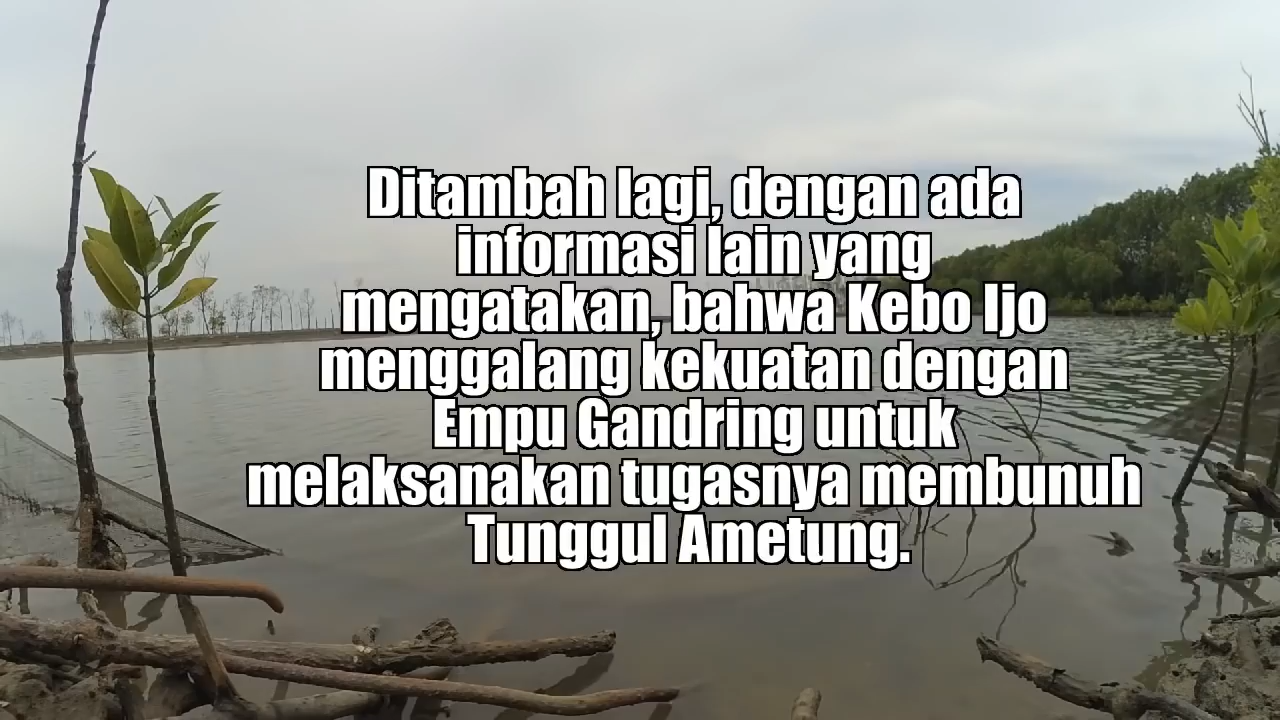 Ditambah lagi, dengan ada
informasi lain yang
mengatakan, bahwa Kebo Ijo
menggalang kekuatan dengan
Empu Gandring untuk
melaksanakan tugasnya membunuh
Tunggul Ametung.